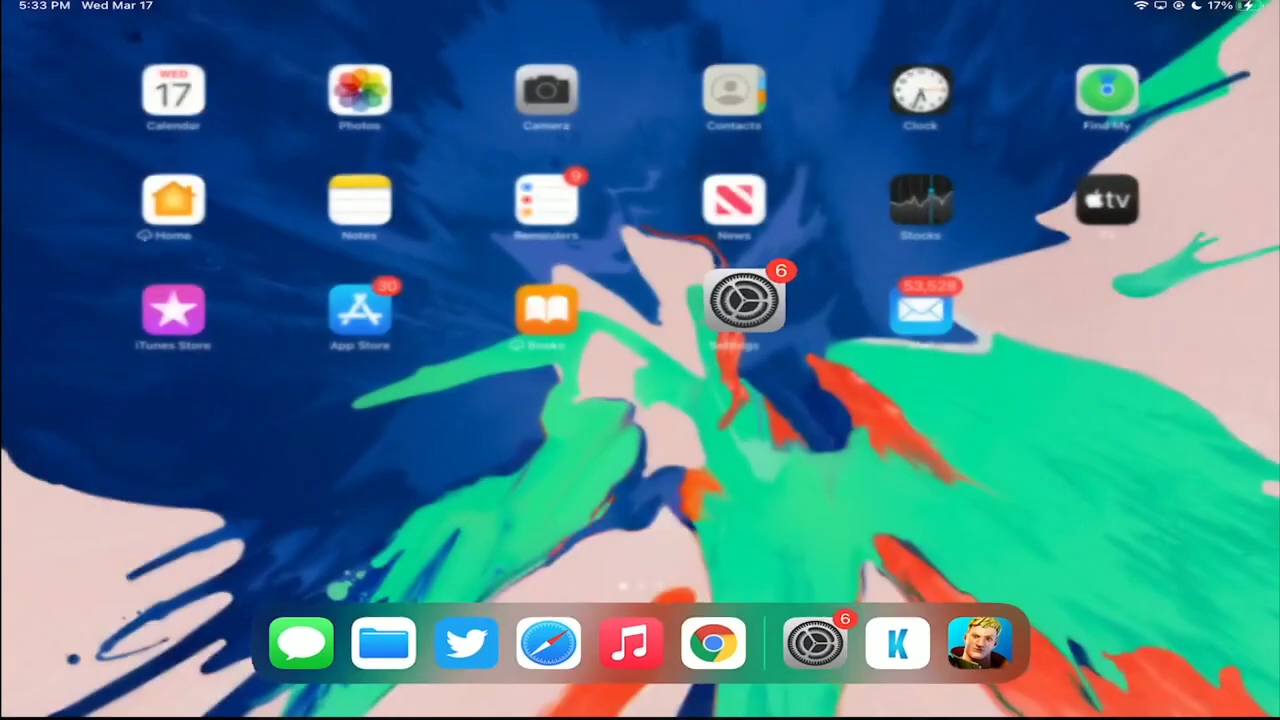 5:33 PM Wed Mar 17
17%
WED
17
Calendar
Photos
Camera
Contacts
Clock
Find My
Home
Notes
9
Reminders
News
Stocks
tv
iTunes Store
30
App Store
Books
6
Settings
53,528
6
K